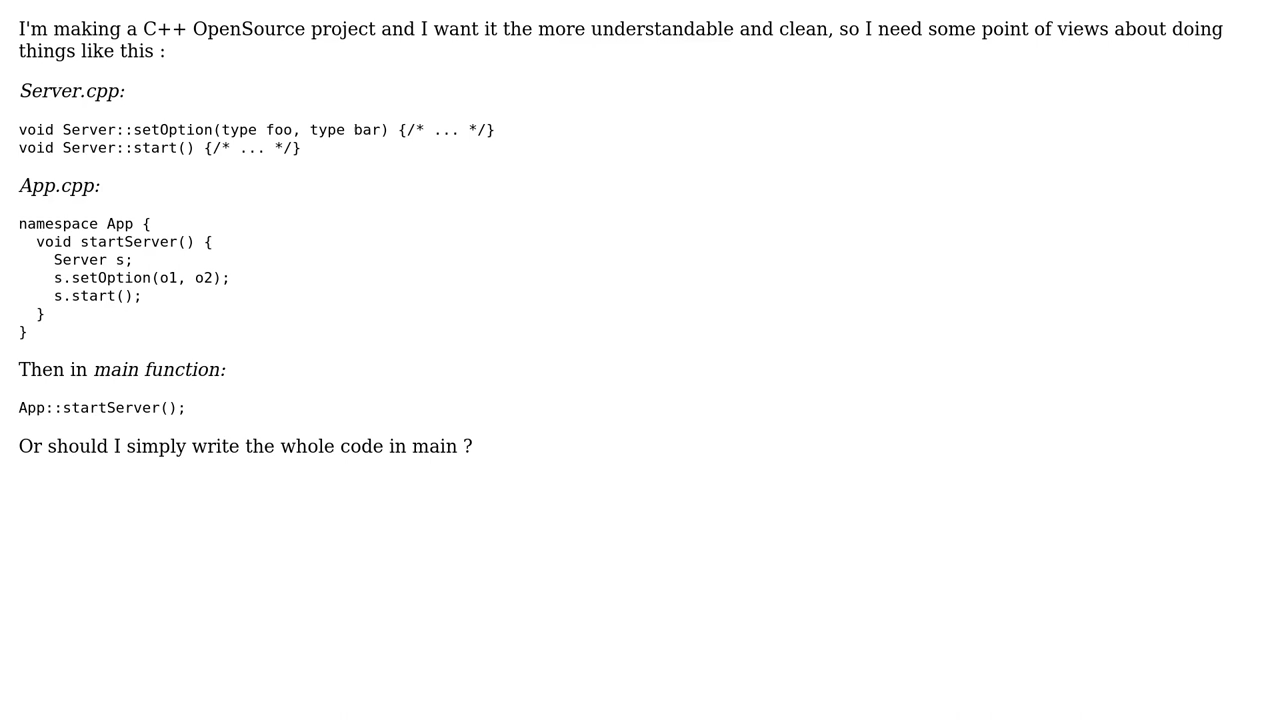 I'm making a C++ OpenSource project and I want it the more understandable and clean, so I need some point of views about doing
things like this :
Server.cpp:
void Server::setOption(type foo, type bar) {/* ... */}
void Server::start() {/* ... */}
App.cpp:
namespace App {
  void startServer() {
    Server s;
    s.setOption(o1, o2);
    s.start();
  }
}
Then in main function:
App::startServer();
Or should I simply write the whole code in main ?